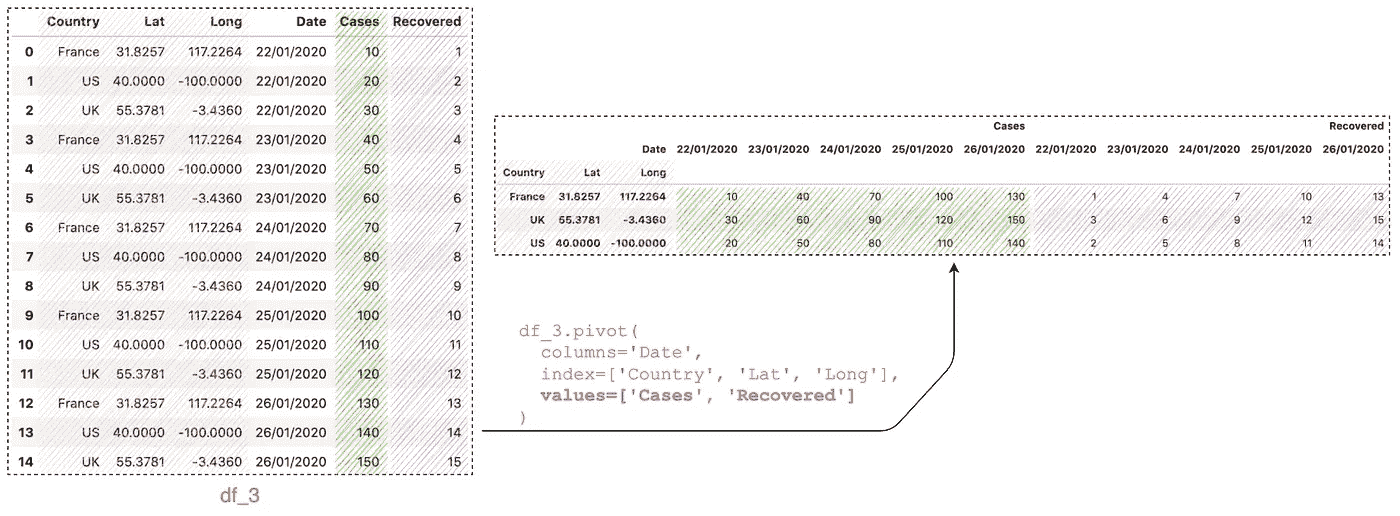 Country Lat Long Date Cases Recovered
0 France 31.8257 117.2264 22/01/2020 10 1
1 US 40.0000 -100.0000 22/01/2020 20 2
2 UK 55.3781 -3.4360 22/01/2020 30 3
3 France 31.8257 117.2264 23/01/2020 40 4
4 US 40.0000 -100.0000 23/01/2020 50 5
5 UK 55.3781 -3.4360 23/01/2020 60 6
6 France 31.8257 117.2264 24/01/2020 70 7
7 US 40.0000 -100.0000 24/01/2020 80 8
8 UK 55.3781 -3.4360 24/01/2020 90 9
9 France 31.8257 117.2264 25/01/2020 100 10
10 US 40.0000 -100.0000 25/01/2020 110 11
11 UK 55.3781 -3.4360 25/01/2020 120 12
12 France 31.8257 117.2264 26/01/2020 130 13
13 US 40.0000 -100.0000 26/01/2020 140 14
14 UK 55.3781 -3.4360 26/01/2020 150 15
df_3
Cases Recovered
Date 22/01/2020 23/01/2020 24/01/2020 25/01/2020 26/01/2020 22/01/2020 23/01/2020 24/01/2020 25/01/2020 26/01/2020
Country Lat Long
France 31.8257 117.2264 10 40 70 100 130 1 4 7 10 13
UK 55.3781 -3.4360 30 60 90 120 150 3 6 9 12 15
US 40.0000 -100.0000 20 50 80 110 140 2 5 8 11 14
df_3.pivot(
columns='Date',
index=['Country', 'Lat', 'Long'],
values=['Cases', 'Recovered']
)